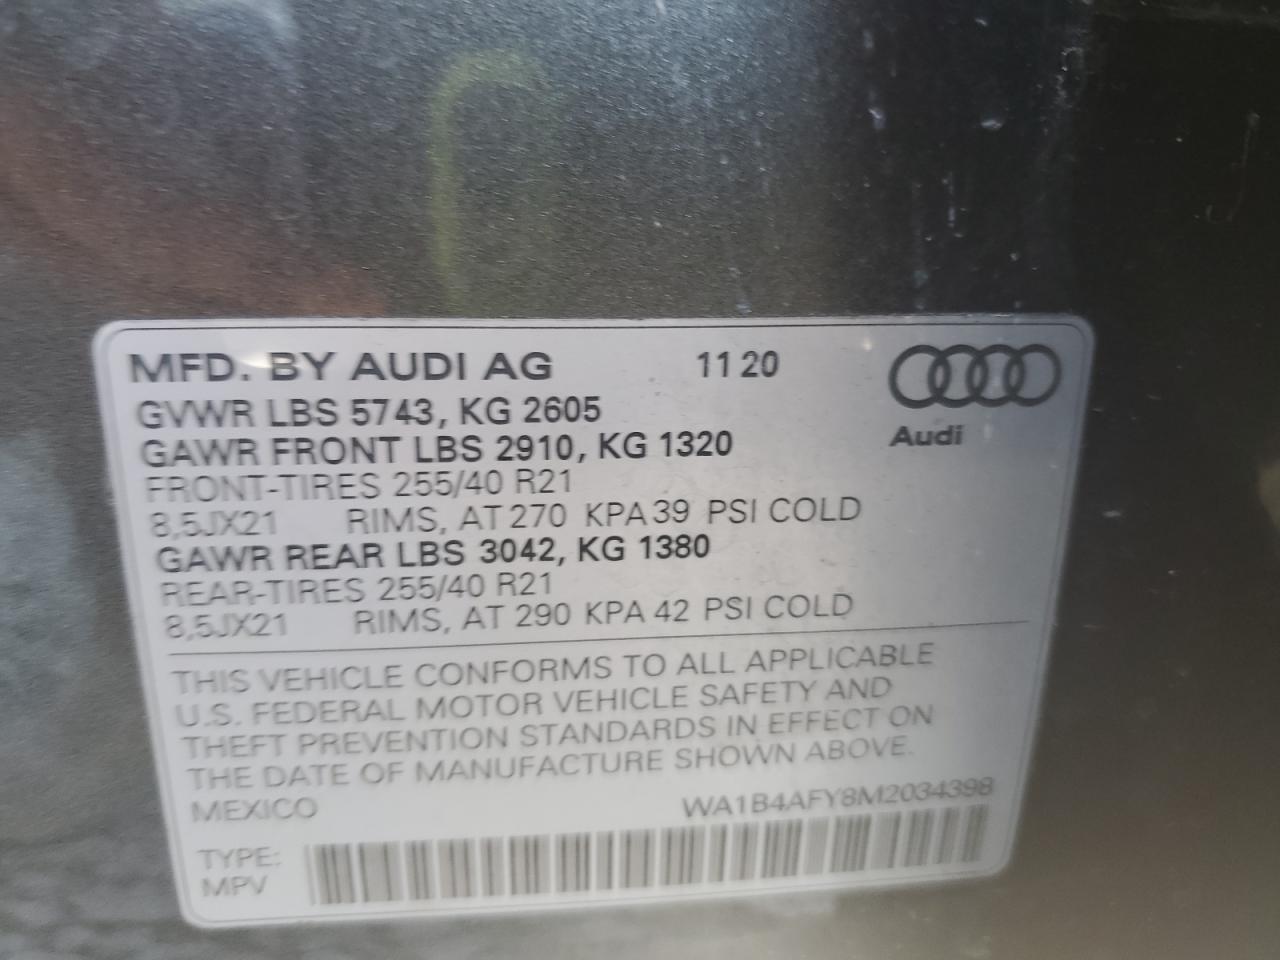 MFD. BY AUDI AG 11 20
GVWR LBS 5743, KG 2605
GAWR FRONT LBS 2910, KG 1320
Audi
FRONT-TIRES 255/40 R21
8,5JX21 RIMS, AT 270 KPA 39 PSI COLD
GAWR REAR LBS 3042, KG 1380
REAR-TIRES 255/40 R21
8,5JX21 RIMS, AT 290 KPA 42 PSI COLD
THIS VEHICLE CONFORMS TO ALL APPLICABLE
U.S. FEDERAL MOTOR VEHICLE SAFETY AND
THEFT PREVENTION STANDARDS IN EFFECT ON
THE DATE OF MANUFACTURE SHOWN ABOVE.
MEXICO WA1B4AFY8M2034398
TYPE:
MPV